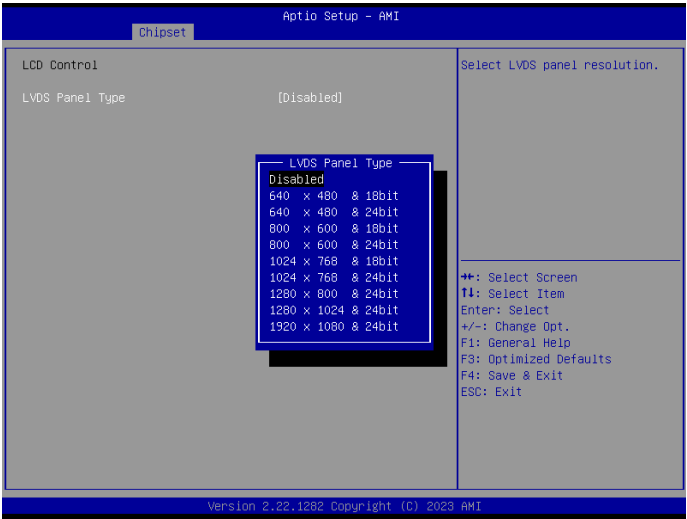 Aptio Setup – AMI
Chipset
LCD Control
LVDS Panel Type [Disabled]
Select LVDS panel resolution.
LVDS Panel Type
Disabled
640 x 480 & 18bit
640 x 480 & 24bit
800 x 600 & 18bit
800 x 600 & 24bit
1024 x 768 & 18bit
1024 x 768 & 24bit
1280 x 800 & 24bit
1280 x 1024 & 24bit
1920 x 1080 & 24bit
→←: Select Screen
↑↓: Select Item
Enter: Select
+/-: Change Opt.
F1: General Help
F3: Optimized Defaults
F4: Save & Exit
ESC: Exit
Version 2.22.1282 Copyright (C) 2023 AMI